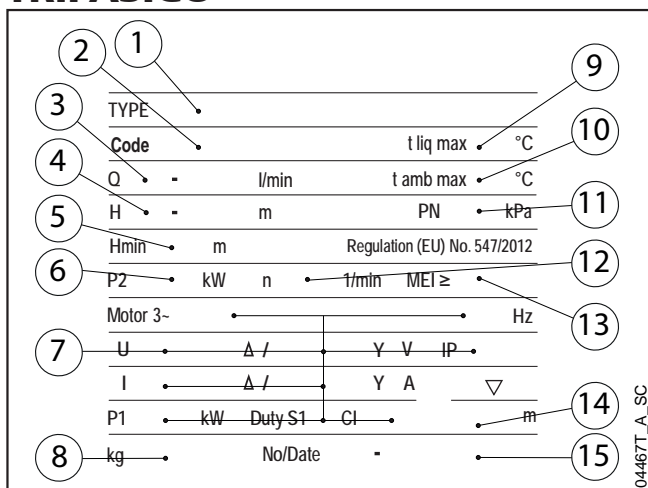 1
2
9
TYPE
3
Code t liq max °C
10
4
Q - l/min t amb max °C
H - m PN kPa
11
5
Hmin m Regulation (EU) No. 547/2012
6
P2 kW n 1/min MEI ≥
12
13
Motor 3~ Hz
7
U Δ / Y V IP
I Δ / Y A ▽
P1 kW Duty S1 Cl m
14
8
kg No/Date -
15
04467T_A_SC